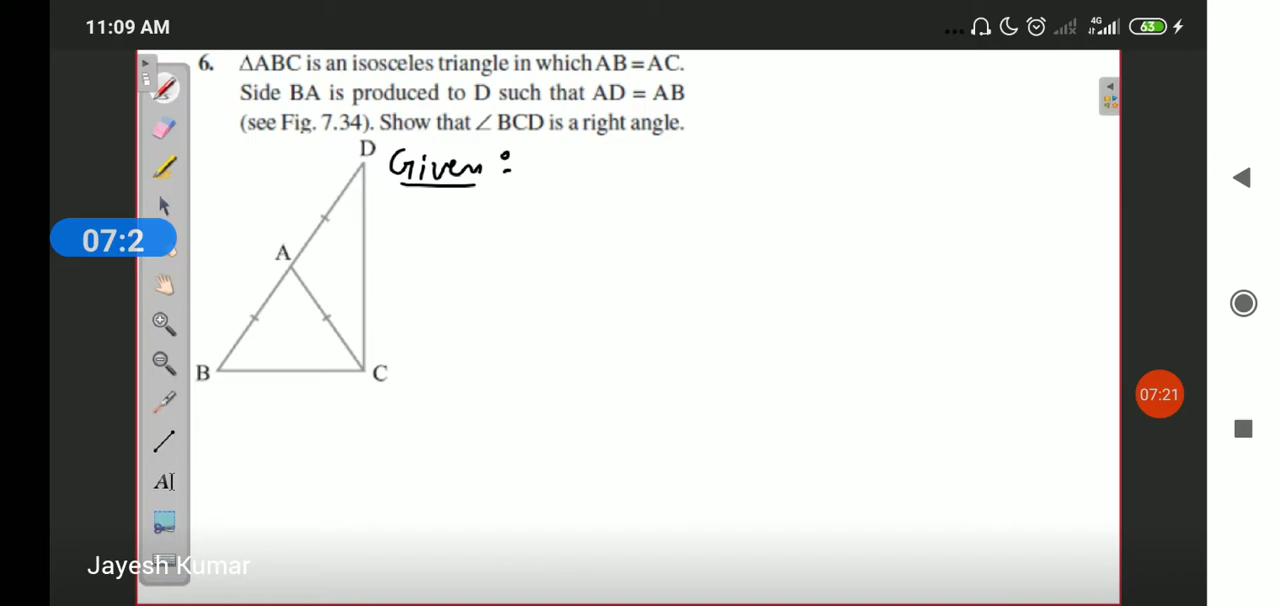 11:09 AM
4G
63
6. ΔABC is an isosceles triangle in which AB = AC.
Side BA is produced to D such that AD = AB
(see Fig. 7.34). Show that ∠ BCD is a right angle.
D
Given :
A
07:2
07:21
B
C
AI
Jayesh Kumar